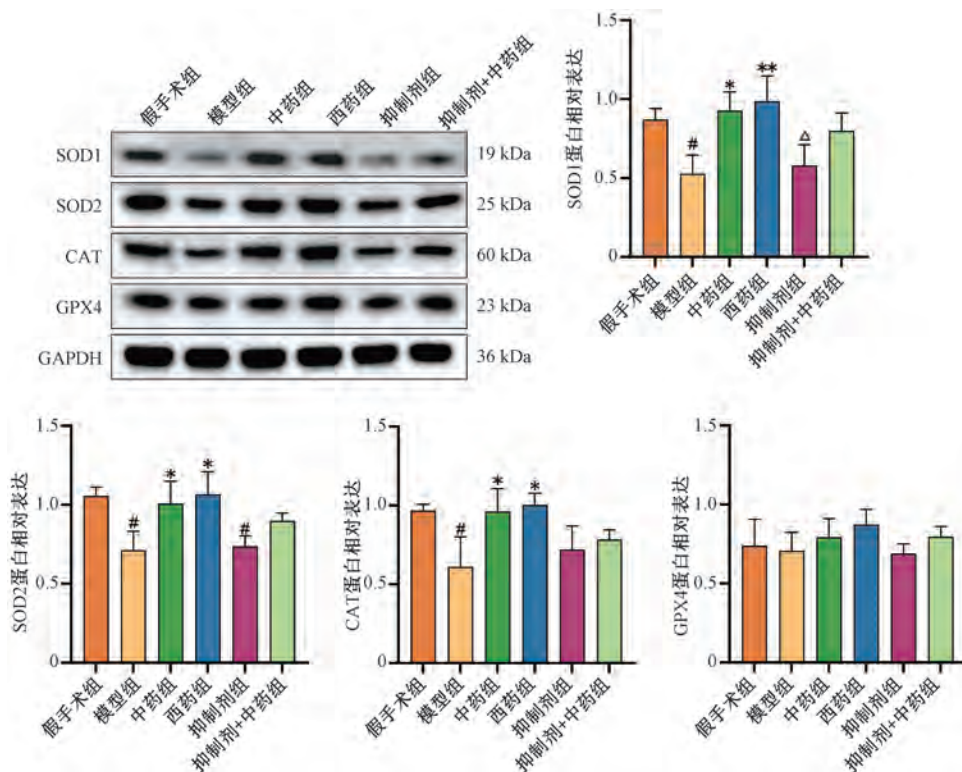 假手术组
模型组
中药组
西药组
抑制剂组
抑制剂+中药组
SOD1
19 kDa
SOD2
25 kDa
CAT
60 kDa
GPX4
23 kDa
GAPDH
36 kDa
SOD1蛋白相对表达
1.5
1.0
0.5
0
#
*
**
△
假手术组
模型组
中药组
西药组
抑制剂组
抑制剂+中药组
SOD2蛋白相对表达
1.5
1.0
0.5
0
#
*
*
#
假手术组
模型组
中药组
西药组
抑制剂组
抑制剂+中药组
CAT蛋白相对表达
1.5
1.0
0.5
0
#
*
*
假手术组
模型组
中药组
西药组
抑制剂组
抑制剂+中药组
GPX4蛋白相对表达
1.5
1.0
0.5
0
假手术组
模型组
中药组
西药组
抑制剂组
抑制剂+中药组